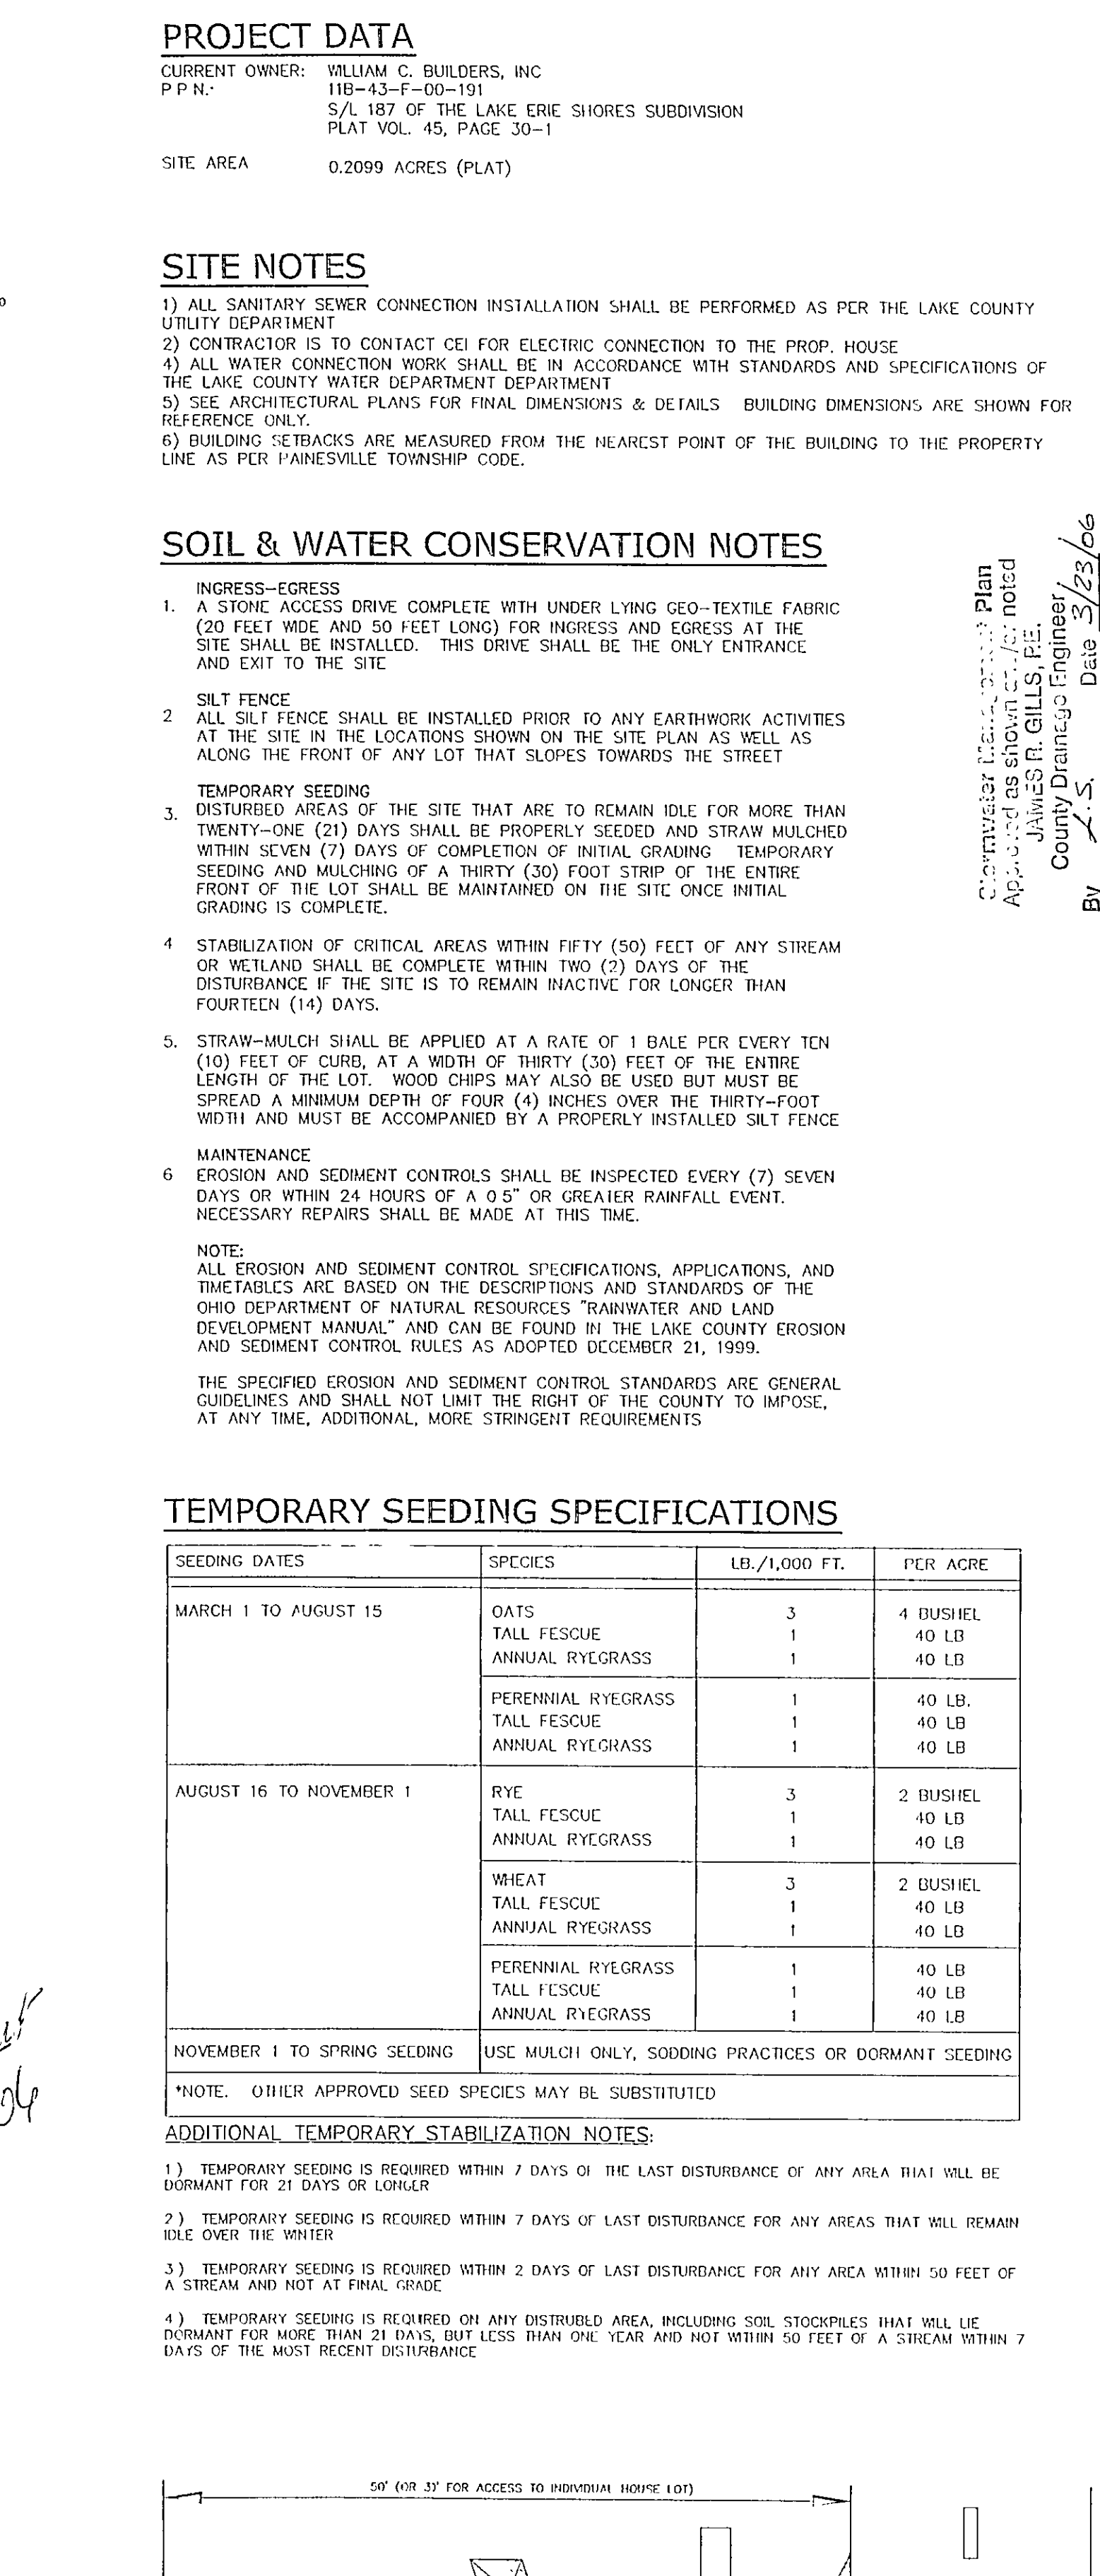 PROJECT DATA
CURRENT OWNER: WILLIAM C. BUILDERS, INC
P P N.: 11B-43-F-00-191
S/L 187 OF THE LAKE ERIE SHORES SUBDIVISION
PLAT VOL. 45, PAGE 30-1
SITE AREA 0.2099 ACRES (PLAT)
SITE NOTES
1) ALL SANITARY SEWER CONNECTION INSTALLATION SHALL BE PERFORMED AS PER THE LAKE COUNTY
UTILITY DEPARTMENT
2) CONTRACTOR IS TO CONTACT CEI FOR ELECTRIC CONNECTION TO THE PROP. HOUSE
4) ALL WATER CONNECTION WORK SHALL BE IN ACCORDANCE WITH STANDARDS AND SPECIFICATIONS OF
THE LAKE COUNTY WATER DEPARTMENT DEPARTMENT
5) SEE ARCHITECTURAL PLANS FOR FINAL DIMENSIONS & DETAILS BUILDING DIMENSIONS ARE SHOWN FOR
REFERENCE ONLY.
6) BUILDING SETBACKS ARE MEASURED FROM THE NEAREST POINT OF THE BUILDING TO THE PROPERTY
LINE AS PER PAINESVILLE TOWNSHIP CODE.
SOIL & WATER CONSERVATION NOTES
INGRESS-EGRESS
1. A STONE ACCESS DRIVE COMPLETE WITH UNDER LYING GEO-TEXTILE FABRIC
(20 FEET WIDE AND 50 FEET LONG) FOR INGRESS AND EGRESS AT THE
SITE SHALL BE INSTALLED. THIS DRIVE SHALL BE THE ONLY ENTRANCE
AND EXIT TO THE SITE
SILT FENCE
2 ALL SILT FENCE SHALL BE INSTALLED PRIOR TO ANY EARTHWORK ACTIVITIES
AT THE SITE IN THE LOCATIONS SHOWN ON THE SITE PLAN AS WELL AS
ALONG THE FRONT OF ANY LOT THAT SLOPES TOWARDS THE STREET
TEMPORARY SEEDING
3. DISTURBED AREAS OF THE SITE THAT ARE TO REMAIN IDLE FOR MORE THAN
TWENTY-ONE (21) DAYS SHALL BE PROPERLY SEEDED AND STRAW MULCHED
WITHIN SEVEN (7) DAYS OF COMPLETION OF INITIAL GRADING TEMPORARY
SEEDING AND MULCHING OF A THIRTY (30) FOOT STRIP OF THE ENTIRE
FRONT OF THE LOT SHALL BE MAINTAINED ON THE SITE ONCE INITIAL
GRADING IS COMPLETE.
4 STABILIZATION OF CRITICAL AREAS WITHIN FIFTY (50) FEET OF ANY STREAM
OR WETLAND SHALL BE COMPLETE WITHIN TWO (2) DAYS OF THE
DISTURBANCE IF THE SITE IS TO REMAIN INACTIVE FOR LONGER THAN
FOURTEEN (14) DAYS.
5. STRAW-MULCH SHALL BE APPLIED AT A RATE OF 1 BALE PER EVERY TEN
(10) FEET OF CURB, AT A WIDTH OF THIRTY (30) FEET OF THE ENTIRE
LENGTH OF THE LOT. WOOD CHIPS MAY ALSO BE USED BUT MUST BE
SPREAD A MINIMUM DEPTH OF FOUR (4) INCHES OVER THE THIRTY-FOOT
WIDTH AND MUST BE ACCOMPANIED BY A PROPERLY INSTALLED SILT FENCE
MAINTENANCE
6 EROSION AND SEDIMENT CONTROLS SHALL BE INSPECTED EVERY (7) SEVEN
DAYS OR WTHIN 24 HOURS OF A 0 5" OR GREATER RAINFALL EVENT.
NECESSARY REPAIRS SHALL BE MADE AT THIS TIME.
NOTE:
ALL EROSION AND SEDIMENT CONTROL SPECIFICATIONS, APPLICATIONS, AND
TIMETABLES ARE BASED ON THE DESCRIPTIONS AND STANDARDS OF THE
OHIO DEPARTMENT OF NATURAL RESOURCES "RAINWATER AND LAND
DEVELOPMENT MANUAL" AND CAN BE FOUND IN THE LAKE COUNTY EROSION
AND SEDIMENT CONTROL RULES AS ADOPTED DECEMBER 21, 1999.
THE SPECIFIED EROSION AND SEDIMENT CONTROL STANDARDS ARE GENERAL
GUIDELINES AND SHALL NOT LIMIT THE RIGHT OF THE COUNTY TO IMPOSE,
AT ANY TIME, ADDITIONAL, MORE STRINGENT REQUIREMENTS
Stormwater Management Plan
Approved as shown and/or noted
JAMES R. GILLS, P.E.
County Drainage Engineer
By L.S. Date 3/23/06
TEMPORARY SEEDING SPECIFICATIONS
SEEDING DATES SPECIES LB./1,000 FT. PER ACRE
MARCH 1 TO AUGUST 15 OATS 3 4 BUSHEL
TALL FESCUE 1 40 LB
ANNUAL RYEGRASS 1 40 LB
PERENNIAL RYEGRASS 1 40 LB.
TALL FESCUE 1 40 LB
ANNUAL RYEGRASS 1 40 LB
AUGUST 16 TO NOVEMBER 1 RYE 3 2 BUSHEL
TALL FESCUE 1 40 LB
ANNUAL RYEGRASS 1 40 LB
WHEAT 3 2 BUSHEL
TALL FESCUE 1 40 LB
ANNUAL RYEGRASS 1 40 LB
PERENNIAL RYEGRASS 1 40 LB
TALL FESCUE 1 40 LB
ANNUAL RYEGRASS 1 40 LB
NOVEMBER 1 TO SPRING SEEDING USE MULCH ONLY, SODDING PRACTICES OR DORMANT SEEDING
*NOTE. OTHER APPROVED SEED SPECIES MAY BE SUBSTITUTED
ADDITIONAL TEMPORARY STABILIZATION NOTES:
1 ) TEMPORARY SEEDING IS REQUIRED WITHIN 7 DAYS OF THE LAST DISTURBANCE OF ANY AREA THAT WILL BE
DORMANT FOR 21 DAYS OR LONGER
2 ) TEMPORARY SEEDING IS REQUIRED WITHIN 7 DAYS OF LAST DISTURBANCE FOR ANY AREAS THAT WILL REMAIN
IDLE OVER THE WINTER
3 ) TEMPORARY SEEDING IS REQUIRED WITHIN 2 DAYS OF LAST DISTURBANCE FOR ANY AREA WITHIN 50 FEET OF
A STREAM AND NOT AT FINAL GRADE
4 ) TEMPORARY SEEDING IS REQUIRED ON ANY DISTRUBED AREA, INCLUDING SOIL STOCKPILES THAT WILL LIE
DORMANT FOR MORE THAN 21 DAYS, BUT LESS THAN ONE YEAR AND NOT WITHIN 50 FEET OF A STREAM WITHIN 7
DAYS OF THE MOST RECENT DISTURBANCE
50' (OR 3)' FOR ACCESS TO INDIVIDUAL HOUSE LOT)